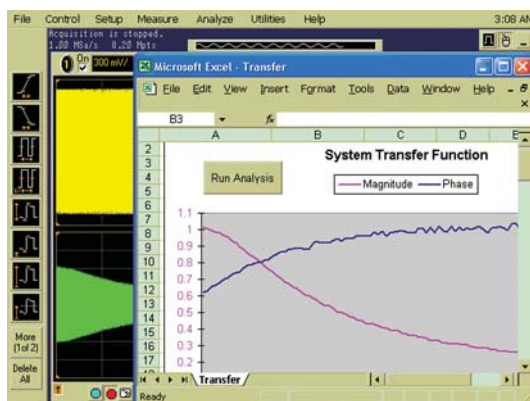 File Control Setup Measure Analyze Utilities Help 3:08 AM
Acquisition is stopped.
1.00 MSa/s 8.20 Mpts
1 On 300 mV/
Microsoft Excel - Transfer
File Edit View Insert Format Tools Data Window Help
B3 fx
A B C D E
2
3
4
5
6
7
8
9
10
11
12
13
14
15
16
17
System Transfer Function
Run Analysis
Magnitude Phase
1.1
1
0.9
0.8
0.7
0.6
0.5
0.4
0.3
0.2
More
(1of 2)
Delete
All
Transfer
Ready